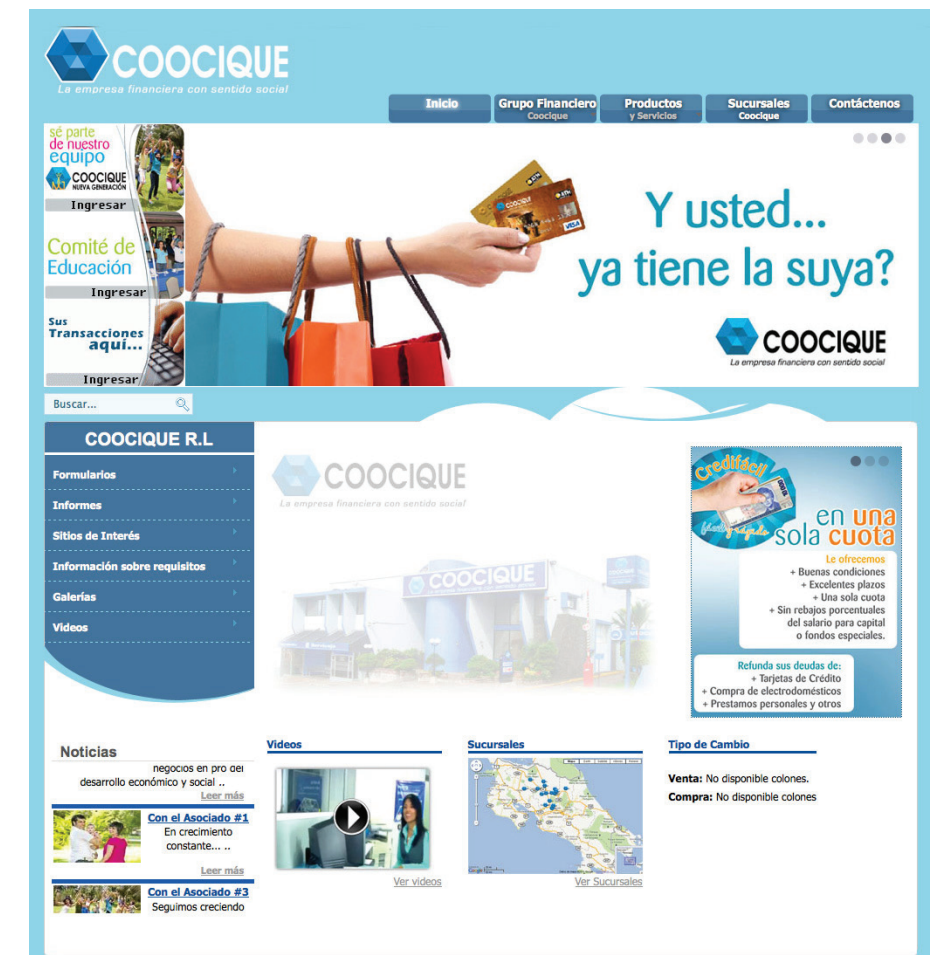 COOCIQUE
La empresa financiera con sentido social
Inicio
Grupo Financiero
Coocique
Productos
y Servicios
Sucursales
Coocique
Contáctenos
sé parte
de nuestro
equipo
COOCIQUE
NUEVA GENERACIÓN
Ingresar
Comité de
Educación
Ingresar
Sus
Transacciones
aquí...
Ingresar
COOCIQUE
VISA
Y usted...
ya tiene la suya?
COOCIQUE
La empresa financiera con sentido social
Buscar...
COOCIQUE R.L
Formularios
Informes
Sitios de Interés
Información sobre requisitos
Galerías
Videos
COOCIQUE
La empresa financiera con sentido social
COOCIQUE
Credifácil
en una
sola cuota
Le ofrecemos
+ Buenas condiciones
+ Excelentes plazos
+ Una sola cuota
+ Sin rebajos porcentuales
del salario para capital
o fondos especiales.
Refunda sus deudas de:
+ Tarjetas de
Crédito
+ Compra de electrodomésticos
+ Prestamos personales y otros
Noticias
negocios en pro del
desarrollo económico y social ..
Leer más
Con el Asociado #1
En crecimiento
constante... ..
Leer más
Con el Asociado #3
Seguimos creciendo
Videos
Ver videos
Sucursales
Ver Sucursales
Tipo de Cambio
Venta: No disponible colones.
Compra: No disponible colones